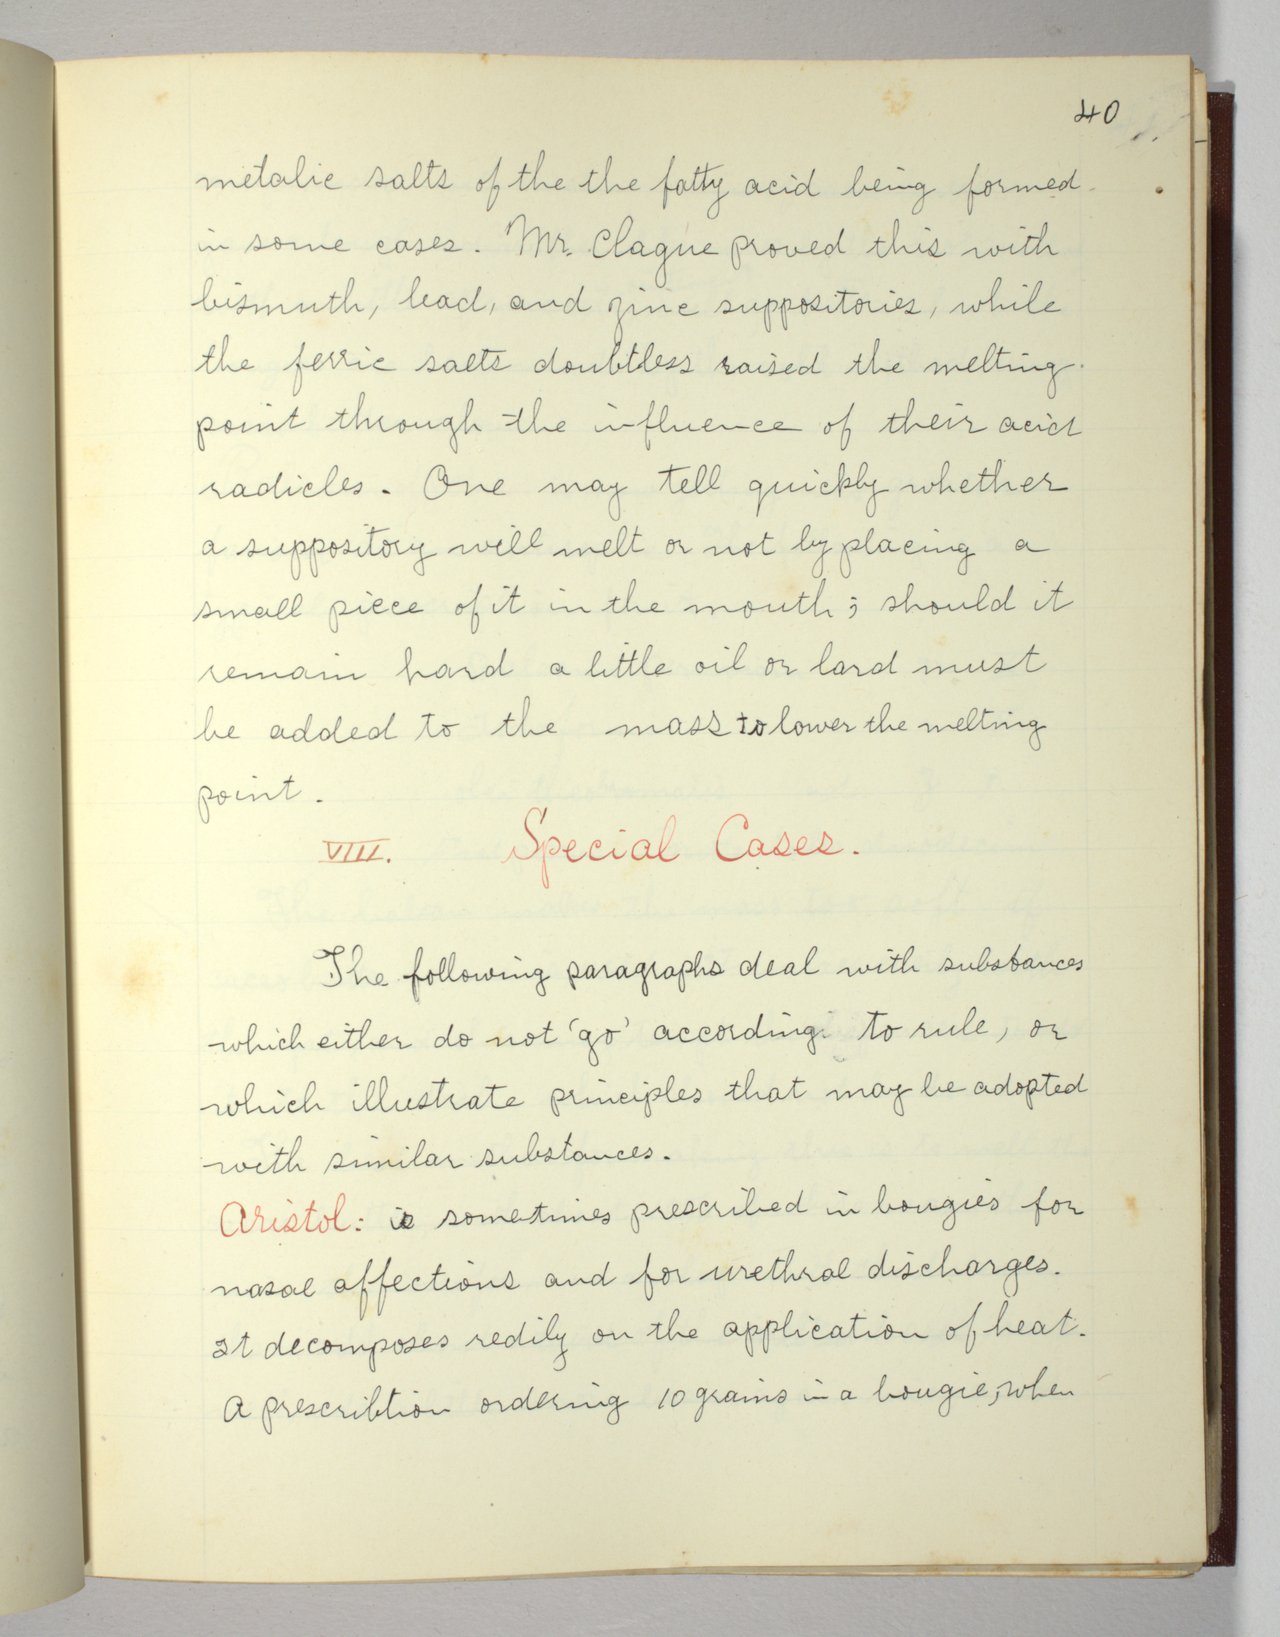 40
metalic salts of the the fatty acid being formed
in some cases. Mr. Clague proved this with
bismuth, lead, and zinc suppositories, while
the ferric salts doubtless raised the melting
point through the influence of their acid
radicles. One may tell quickly whether
a suppository will melt or not by placing a
small piece of it in the mouth; should it
remain hard a little oil or lard must
be added to the mass to lower the melting
point.
VIII. Special Cases.
The following paragraphs deal with substances
which either do not 'go' according to rule, or
which illustrate principles that may be adopted
with similar substances.
Aristol: is sometimes prescribed in bougies for
nasal affections and for urethral discharges.
It decomposes redily on the application of heat.
A prescribtion ordering 10 grains in a bougie, when